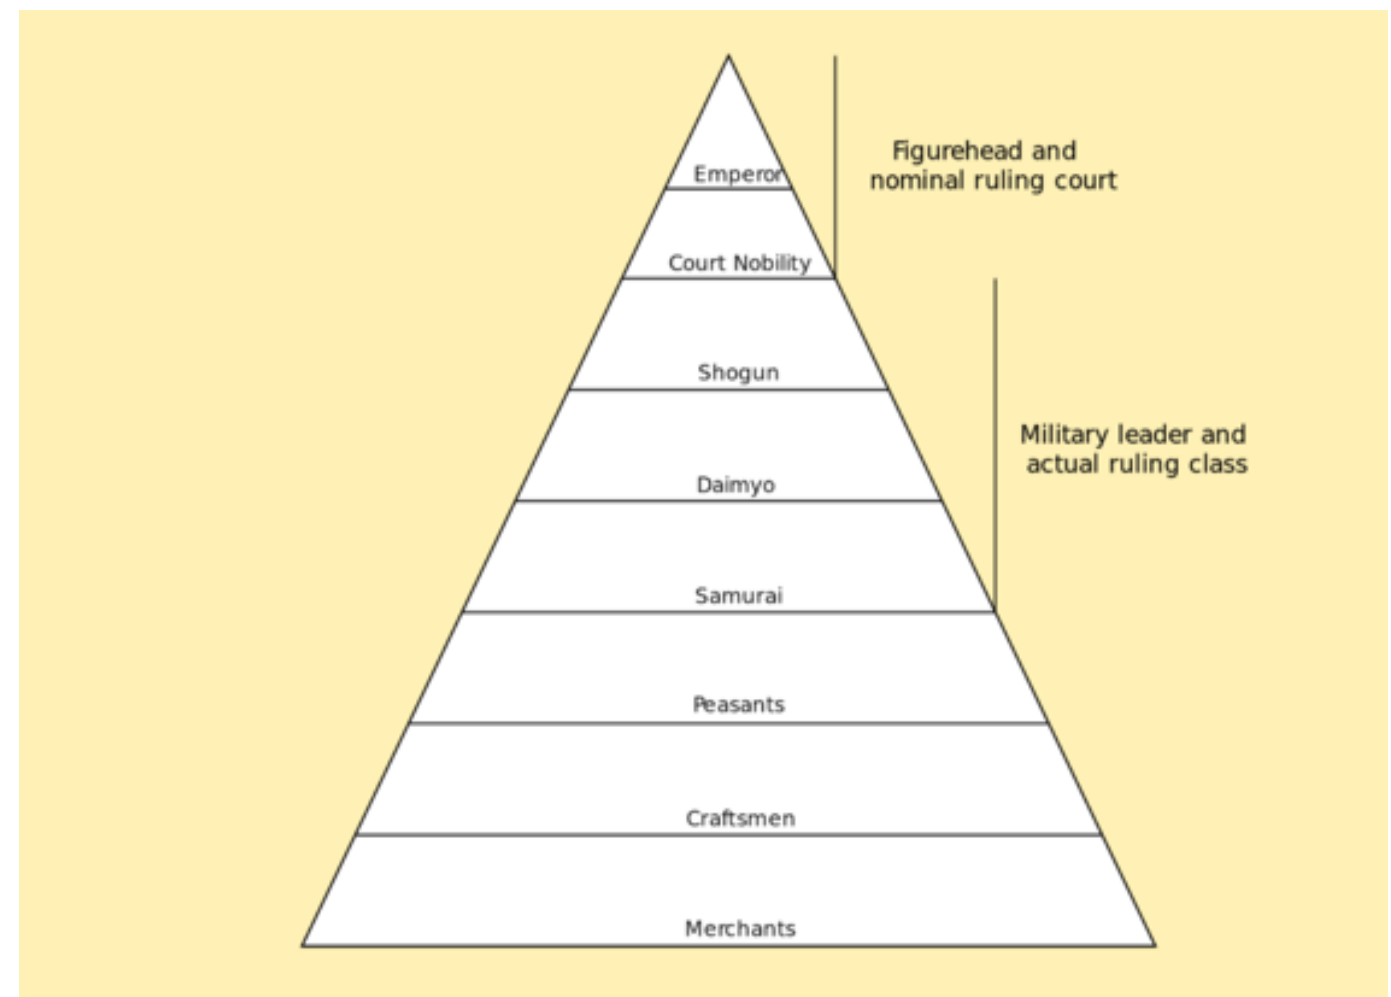 Emperor
Figurehead and
nominal ruling court
Court Nobility
Shogun
Military leader and
actual ruling class
Daimyo
Samurai
Peasants
Craftsmen
Merchants